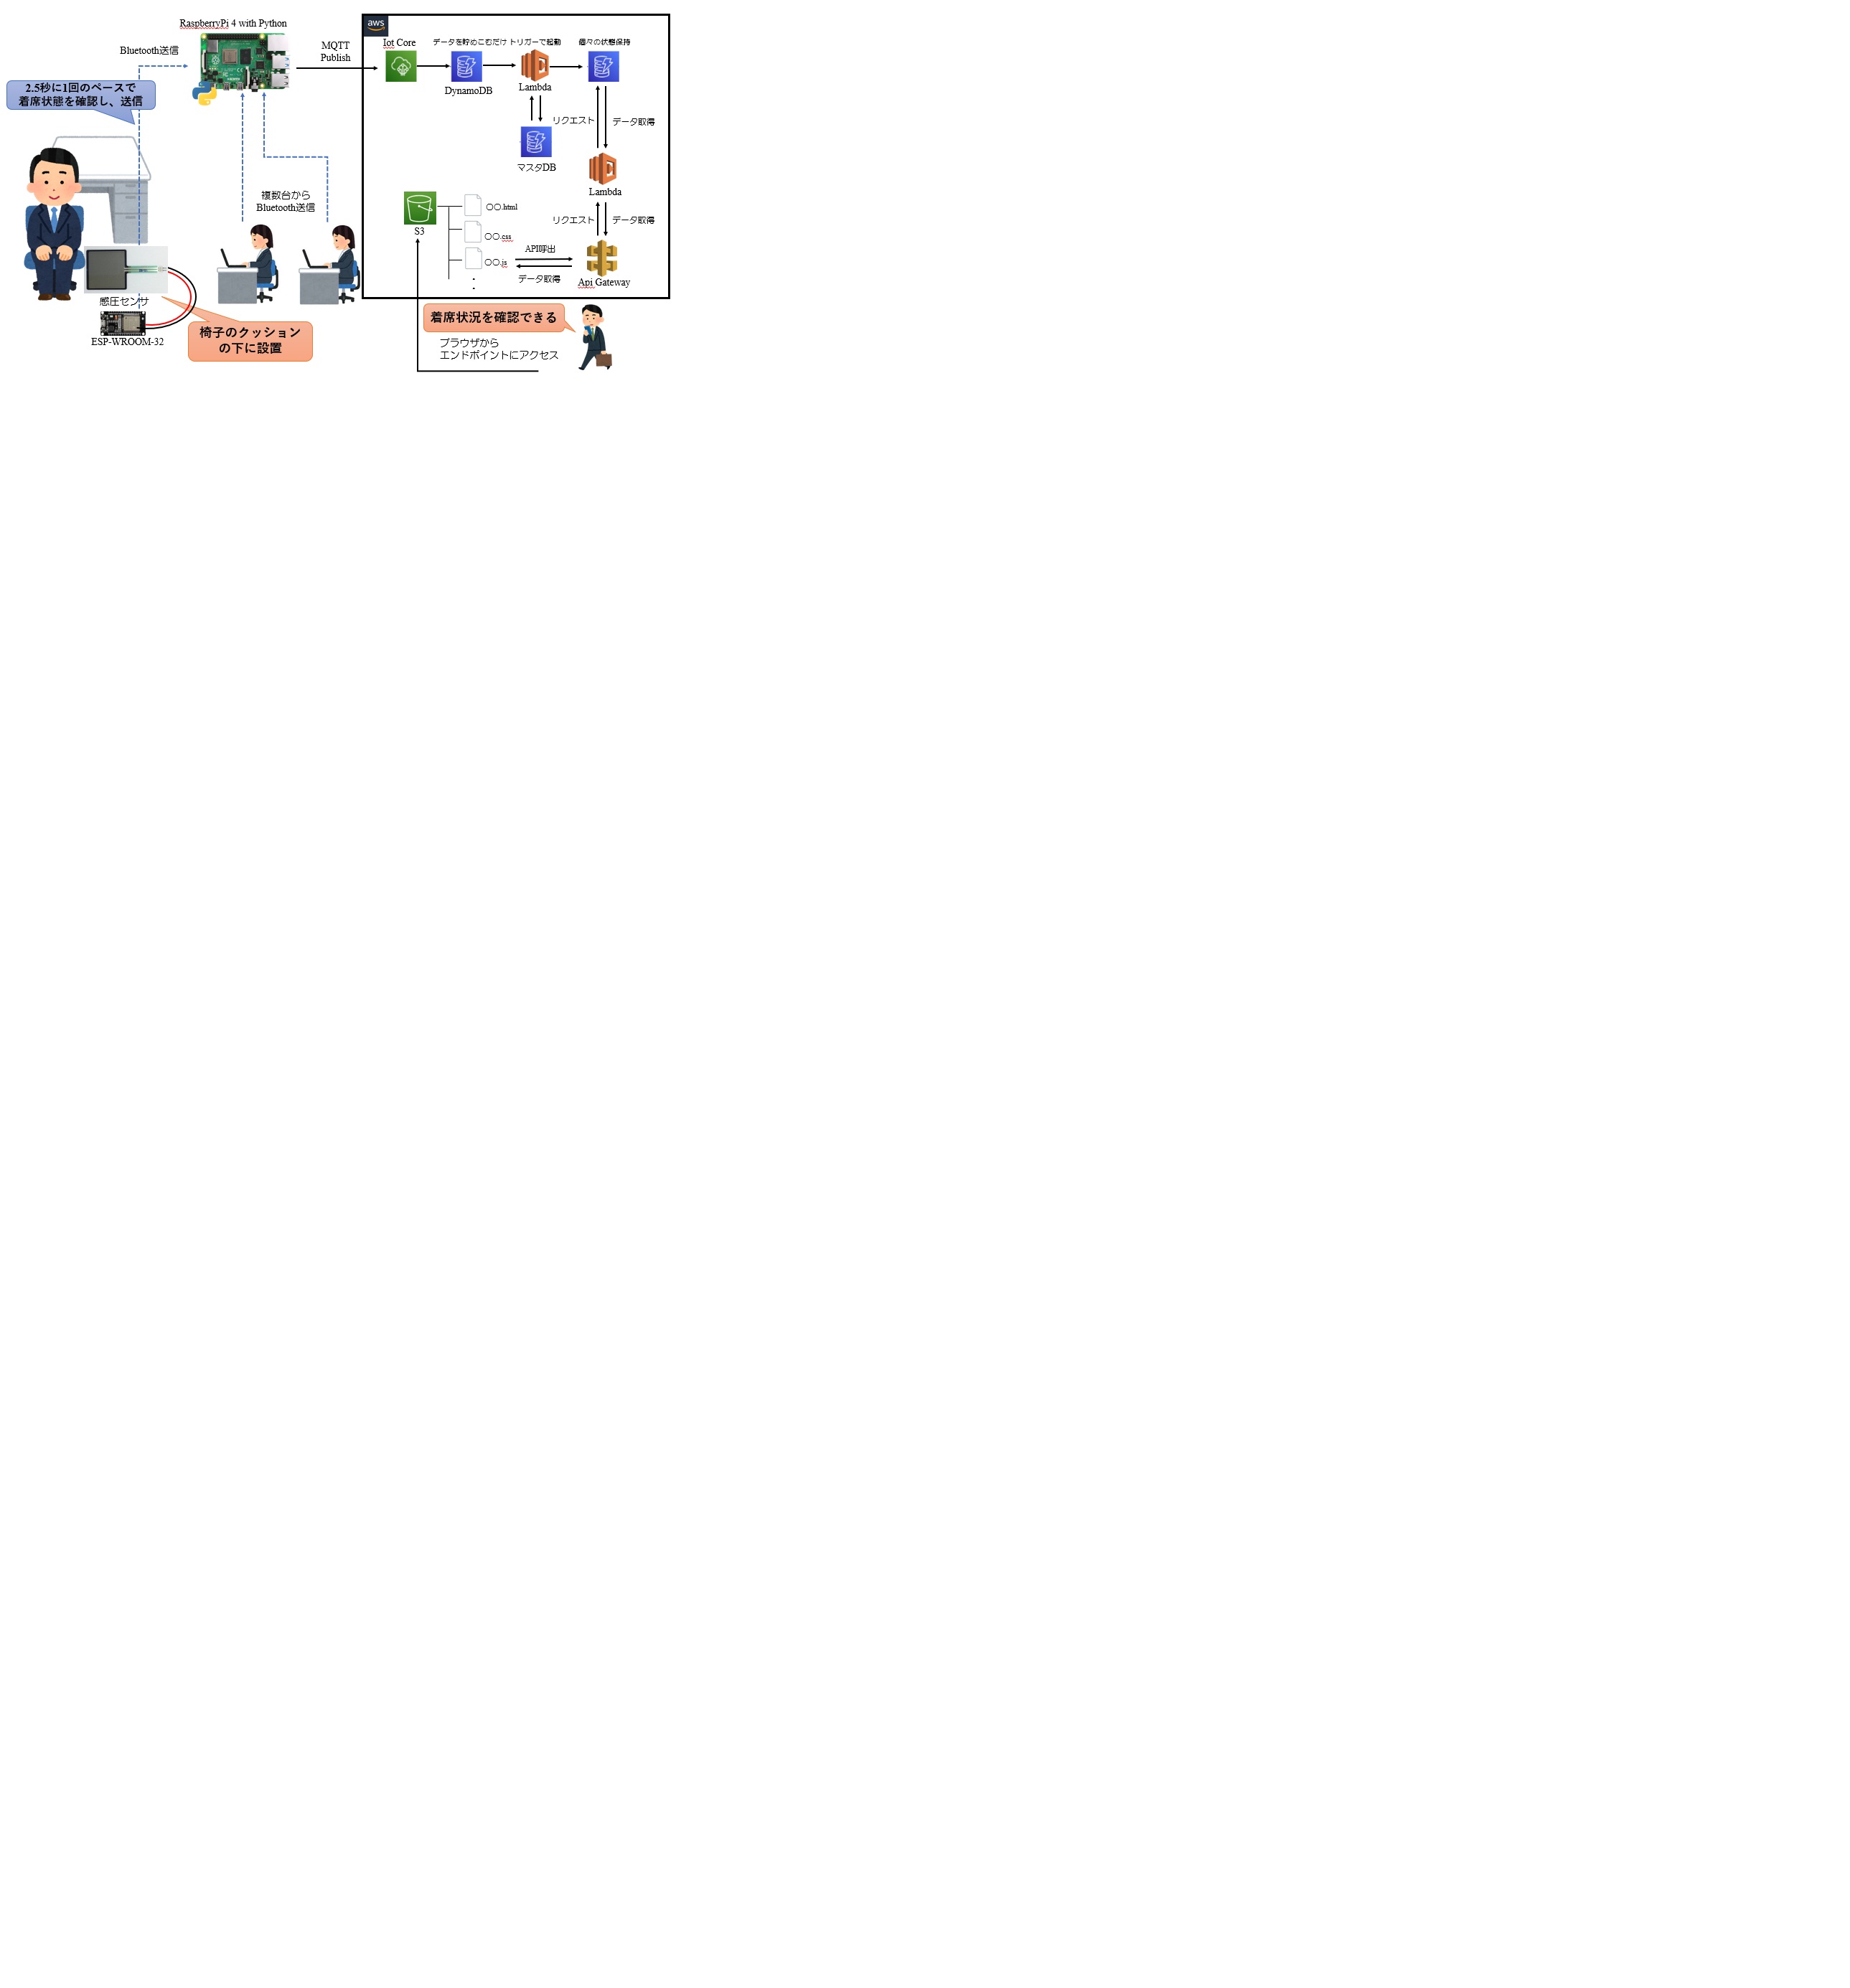 RaspberryPi 4 with Python
Bluetooth送信
2.5秒に1回のペースで
着席状態を確認し、送信
MQTT
Publish
複数台から
Bluetooth送信
感圧センサ
ESP-WROOM-32
椅子のクッション
の下に設置
aws
Iot Core
データを貯めこむだけ
トリガーで起動
個々の状態保持
DynamoDB
Lambda
リクエスト
データ取得
マスタDB
Lambda
リクエスト
データ取得
S3
〇〇.html
〇〇.css
〇〇.js
・
・
API呼出
データ取得
Api Gateway
着席状況を確認できる
ブラウザから
エンドポイントにアクセス